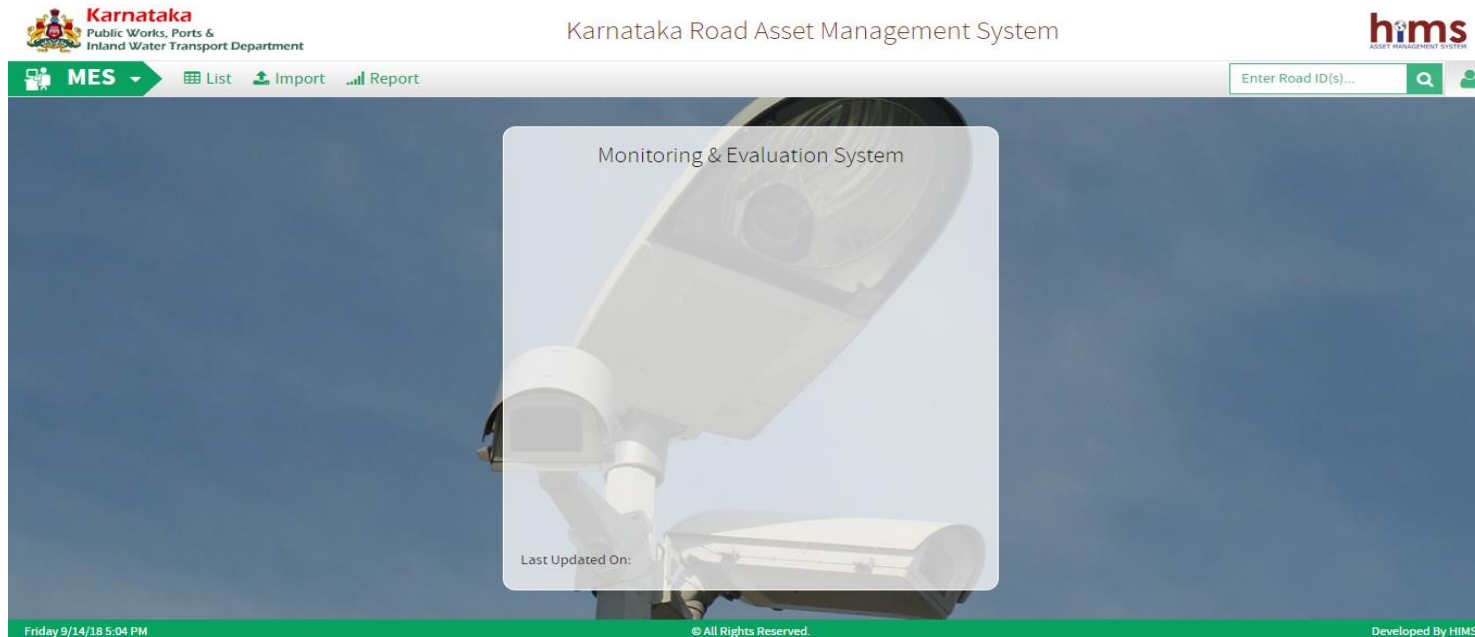 Karnataka
Public Works, Ports &
Inland Water Transport Department
Karnataka Road Asset Management System
hims
ASSET MANAGEMENT SYSTEM
MES
List
Import
Report
Enter Road ID(s)...
Monitoring & Evaluation System
Last Updated On:
Friday 9/14/18 5:04 PM
© All Rights Reserved.
Developed By HIMS